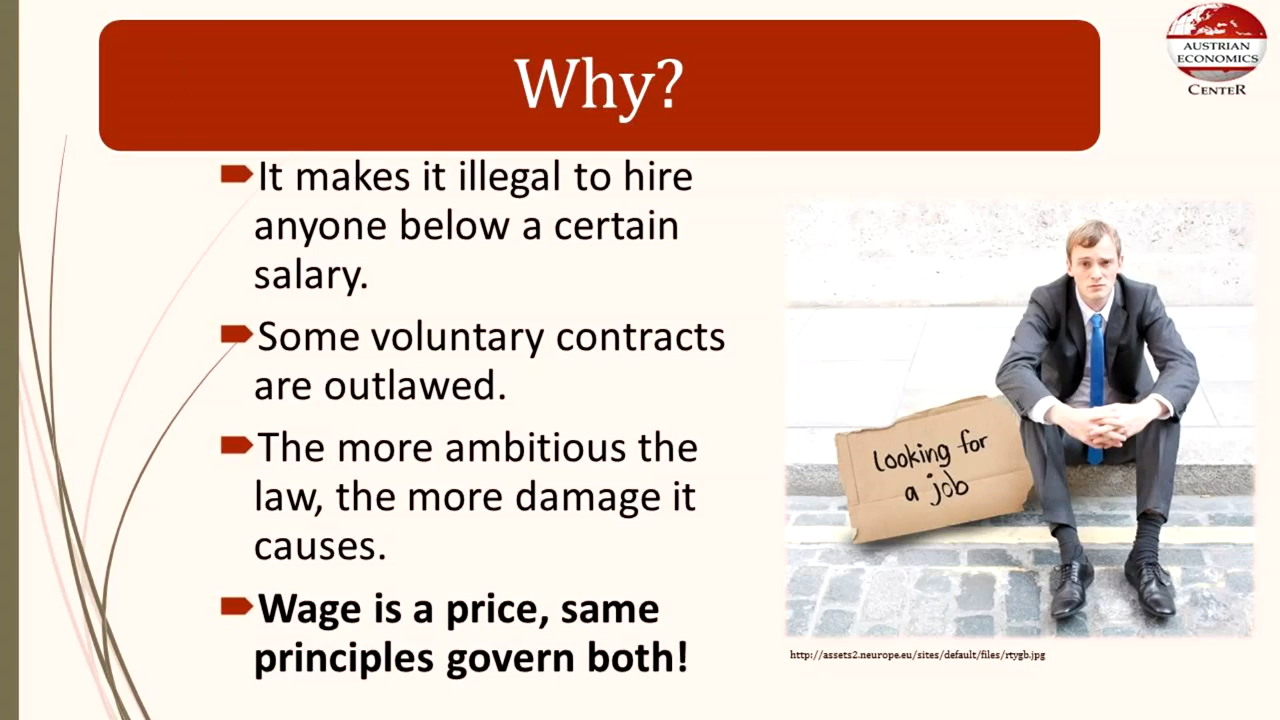 Why?
AUSTRIAN
ECONOMICS
CENTER
It makes it illegal to hire
anyone below a certain
salary.
Some voluntary contracts
are outlawed.
The more ambitious the
law, the more damage it
causes.
Wage is a price, same
principles govern both!
Looking for
a job
http://assets2.neurope.eu/sites/default/files/rtygb.jpg